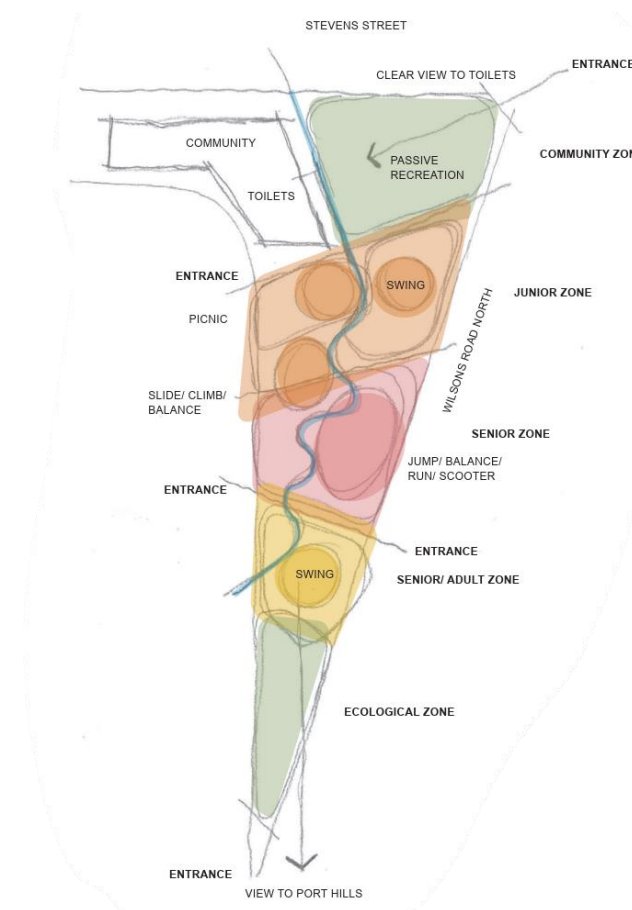 STEVENS STREET
ENTRANCE
CLEAR VIEW TO TOILETS
COMMUNITY
COMMUNITY ZON
PASSIVE
RECREATION
TOILETS
ENTRANCE
SWING
JUNIOR ZONE
PICNIC
WILSONS ROAD NORTH
SLIDE/ CLIMB/
BALANCE
SENIOR ZONE
JUMP/ BALANCE/
RUN/ SCOOTER
ENTRANCE
ENTRANCE
SWING
SENIOR/ ADULT ZONE
ECOLOGICAL ZONE
ENTRANCE
VIEW TO PORT HILLS